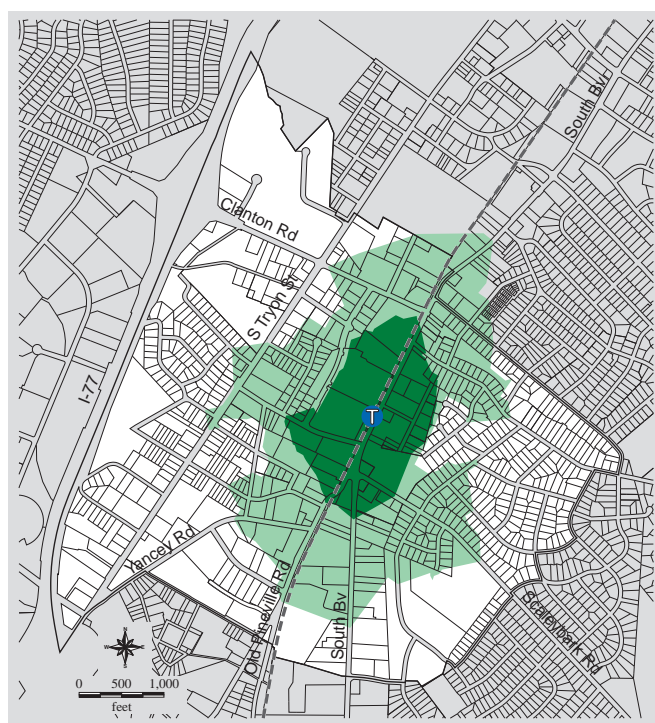 South Bv
Clanton Rd
S Tryon St
I-77
T
Yancey Rd
Old Pineville Rd
South Bv
Scaleybark Rd
N
W E
S
0 500 1,000
feet